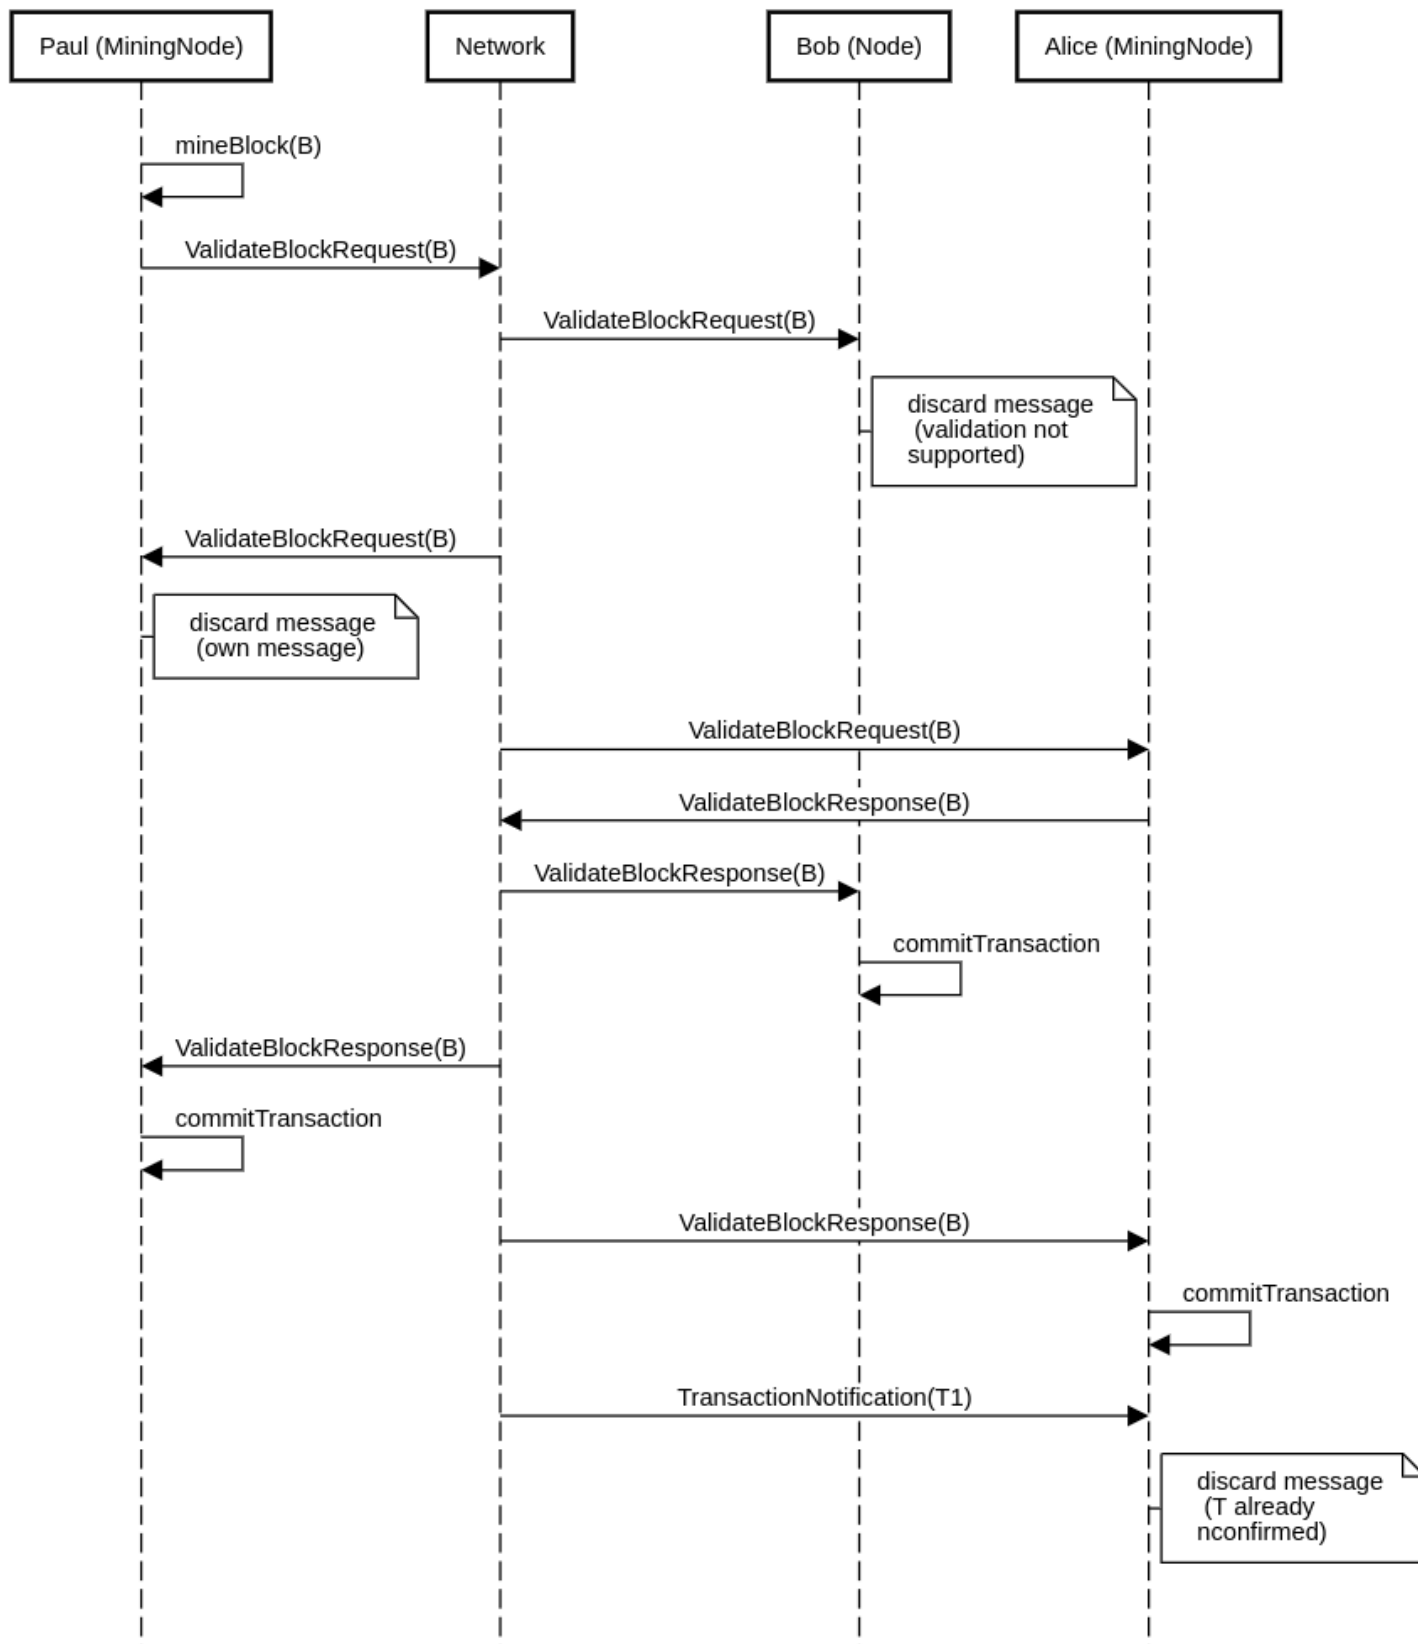 Paul (MiningNode)
Network
Bob (Node)
Alice (MiningNode)
mineBlock(B)
ValidateBlockRequest(B)
ValidateBlockRequest(B)
discard message
(validation not
supported)
ValidateBlockRequest(B)
discard message
(own message)
ValidateBlockRequest(B)
ValidateBlockResponse(B)
ValidateBlockResponse(B)
commitTransaction
ValidateBlockResponse(B)
commitTransaction
ValidateBlockResponse(B)
commitTransaction
TransactionNotification(T1)
discard message
(T already
nconfirmed)